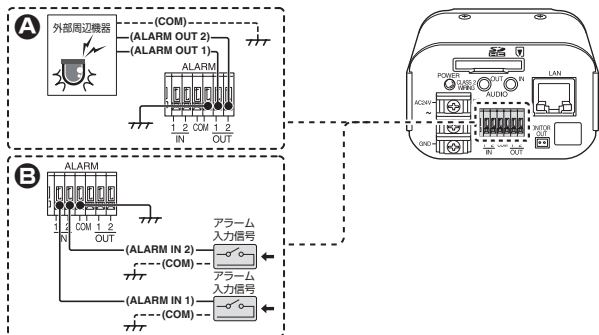 A
外部周辺機器
(COM)
(ALARM OUT 2)
(ALARM OUT 1)
ALARM
1 2 COM 1 2
IN OUT
B
ALARM
1 2 COM 1 2
IN OUT
アラーム
入力信号
(ALARM IN 2)
(COM)
アラーム
入力信号
(ALARM IN 1)
(COM)
POWER
CLASS 2
WIRING
OUT IN
AUDIO
LAN
AC24V
~
GND
IN OUT
OUT